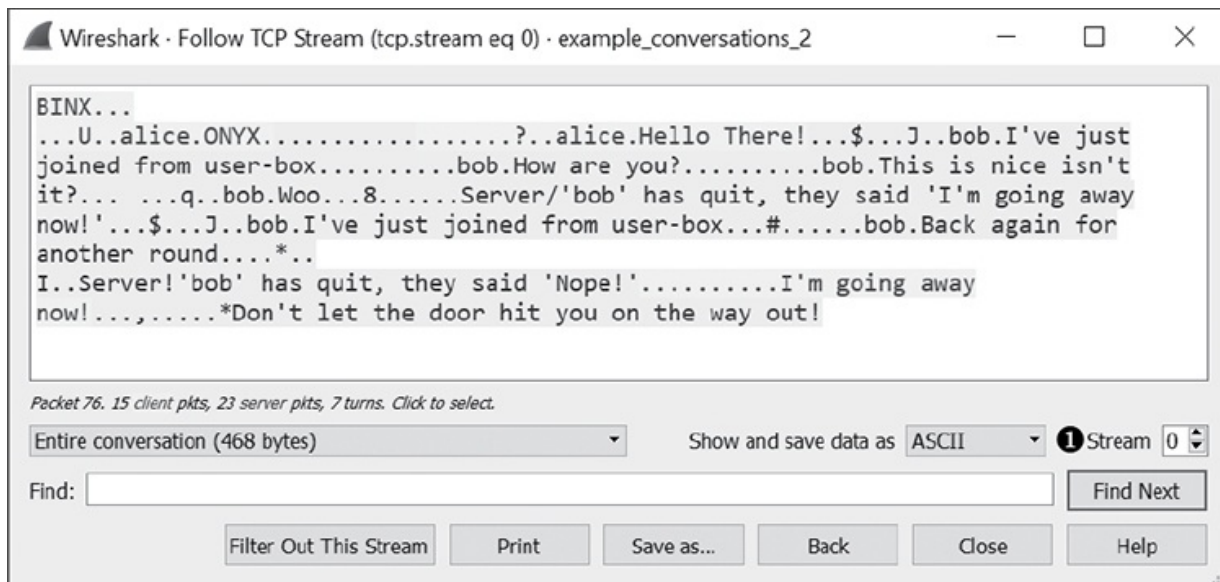 Wireshark · Follow TCP Stream (tcp.stream eq 0) · example_conversations_2
BINX...
...U..alice.ONYX...................?..alice.Hello There!...$...J..bob.I've just
joined from user-box..........bob.How are you?..........bob.This is nice isn't
it?... ...q..bob.Woo...8......Server/'bob' has quit, they said 'I'm going away
now!'...$...J..bob.I've just joined from user-box...#......bob.Back again for
another round....*..
I..Server!'bob' has quit, they said 'Nope!'..........I'm going away
now!...,.....*Don't let the door hit you on the way out!
Packet 76. 15 client pkts, 23 server pkts, 7 turns. Click to select.
Entire conversation (468 bytes) Show and save data as ASCII ❶ Stream 0
Find: Find Next
Filter Out This Stream Print Save as... Back Close Help